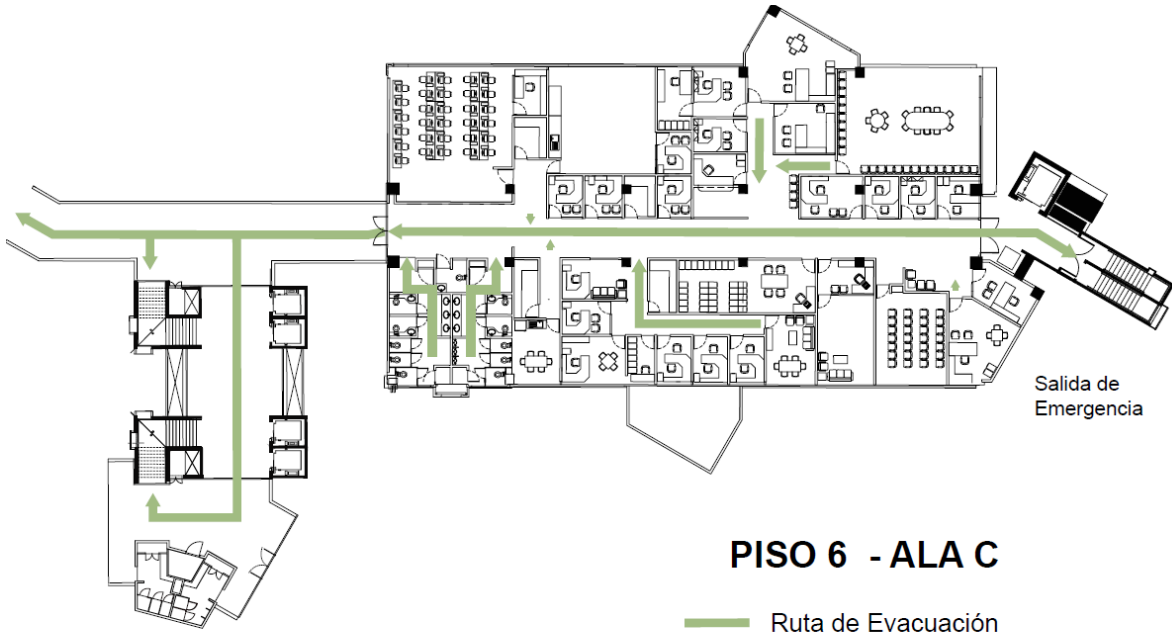 Salida de
Emergencia
PISO 6 - ALA C
Ruta de Evacuación